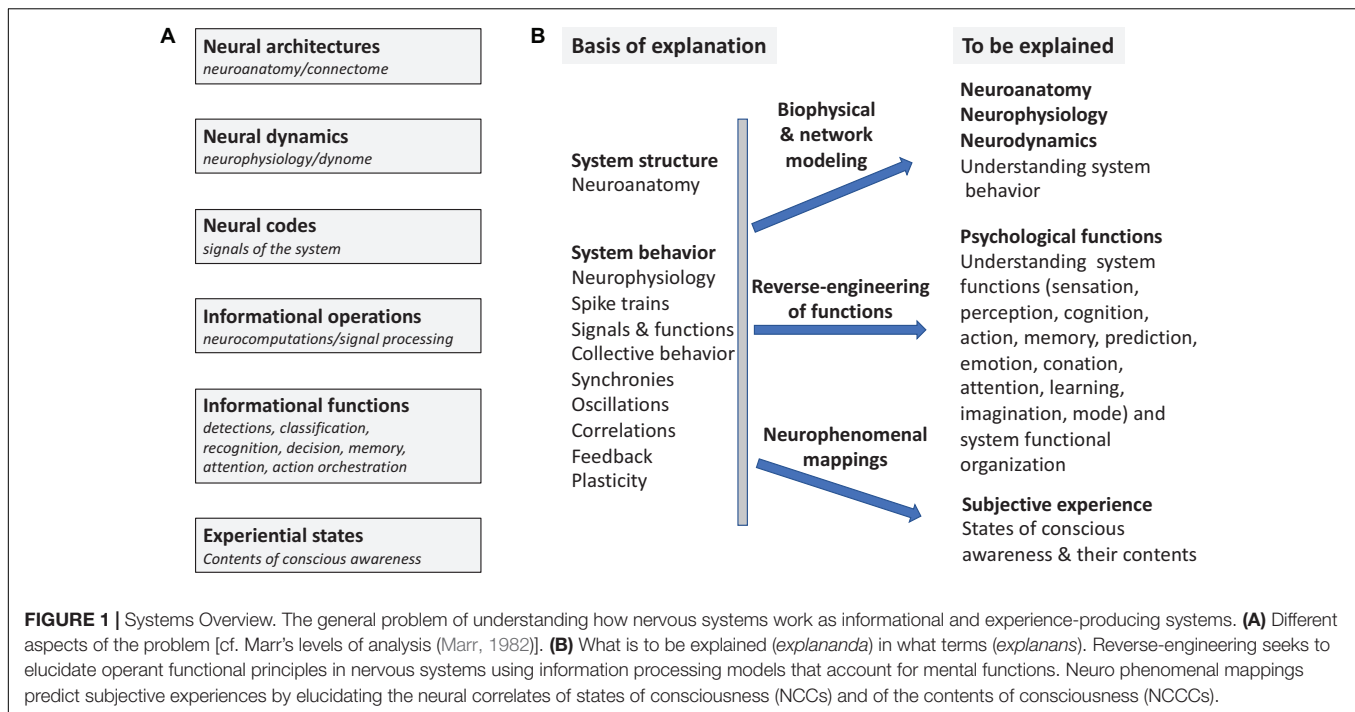 A
Neural architectures
neuroanatomy/connectome
Neural dynamics
neurophysiology/dynome
Neural codes
signals of the system
Informational operations
neurocomputations/signal processing
Informational functions
detections, classification,
recognition, decision, memory,
attention, action orchestration
Experiential states
Contents of conscious awareness
B
Basis of explanation
System structure
Neuroanatomy
System behavior
Neurophysiology
Spike trains
Signals & functions
Collective behavior
Synchronies
Oscillations
Correlations
Feedback
Plasticity
Biophysical
& network
modeling
Reverse-engineering
of functions
Neurophenomenal
mappings
To be explained
Neuroanatomy
Neurophysiology
Neurodynamics
Understanding system
behavior
Psychological functions
Understanding system
functions (sensation,
perception, cognition,
action, memory, prediction,
emotion, conation,
attention, learning,
imagination, mode) and
system functional
organization
Subjective experience
States of conscious
awareness & their contents
FIGURE 1 | Systems Overview. The general problem of understanding how nervous systems work as informational and experience-producing systems. (A) Different
aspects of the problem [cf. Marr's levels of analysis (Marr, 1982)]. (B) What is to be explained (explananda) in what terms (explanans). Reverse-engineering seeks to
elucidate operant functional principles in nervous systems using information processing models that account for mental functions. Neuro phenomenal mappings
predict subjective experiences by elucidating the neural correlates of states of consciousness (NCCs) and of the contents of consciousness (NCCCs).